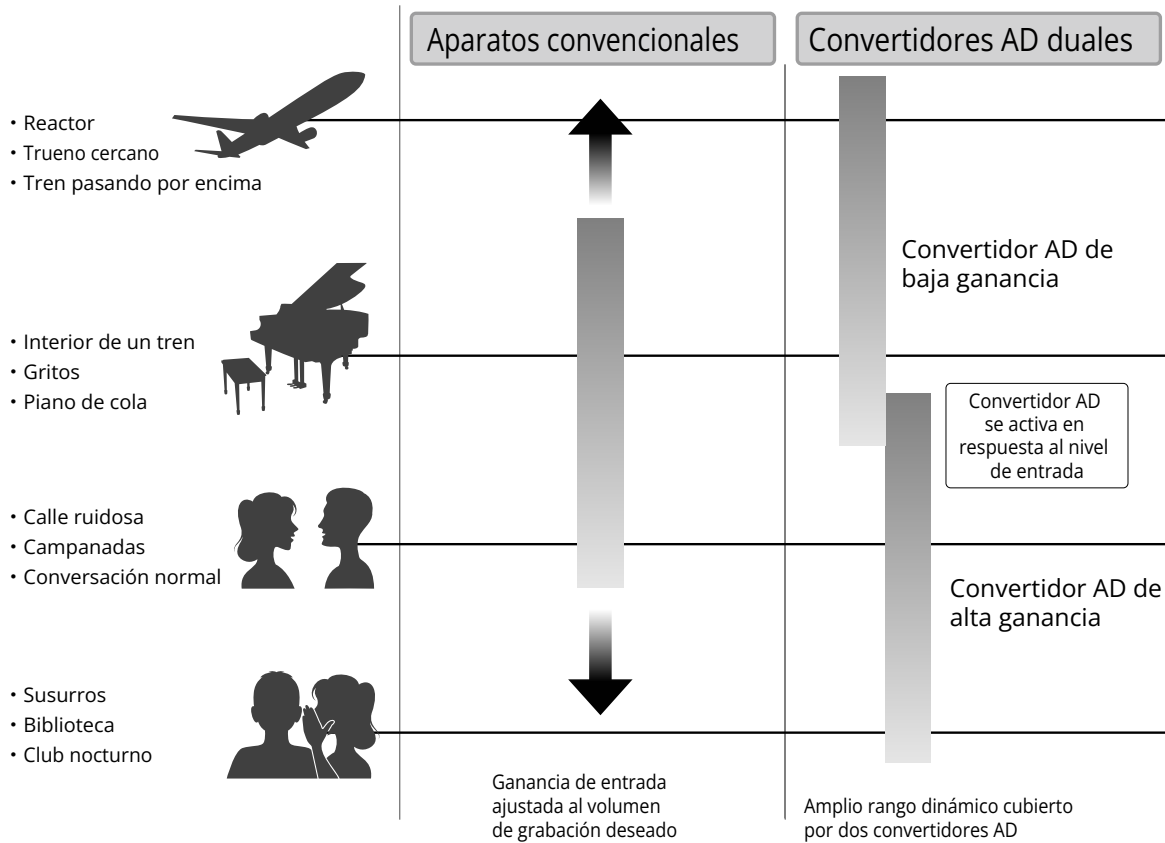 Aparatos convencionales
Convertidores AD duales
・Reactor
・Trueno cercano
・Tren pasando por encima
Convertidor AD de
baja ganancia
・Interior de un tren
・Gritos
・Piano de cola
Convertidor AD
se activa en
respuesta al nivel
de entrada
・Calle ruidosa
・Campanadas
・Conversación normal
Convertidor AD de
alta ganancia
・Susurros
・Biblioteca
・Club nocturno
Ganancia de entrada
ajustada al volumen
de grabación deseado
Amplio rango dinámico cubierto
por dos convertidores AD